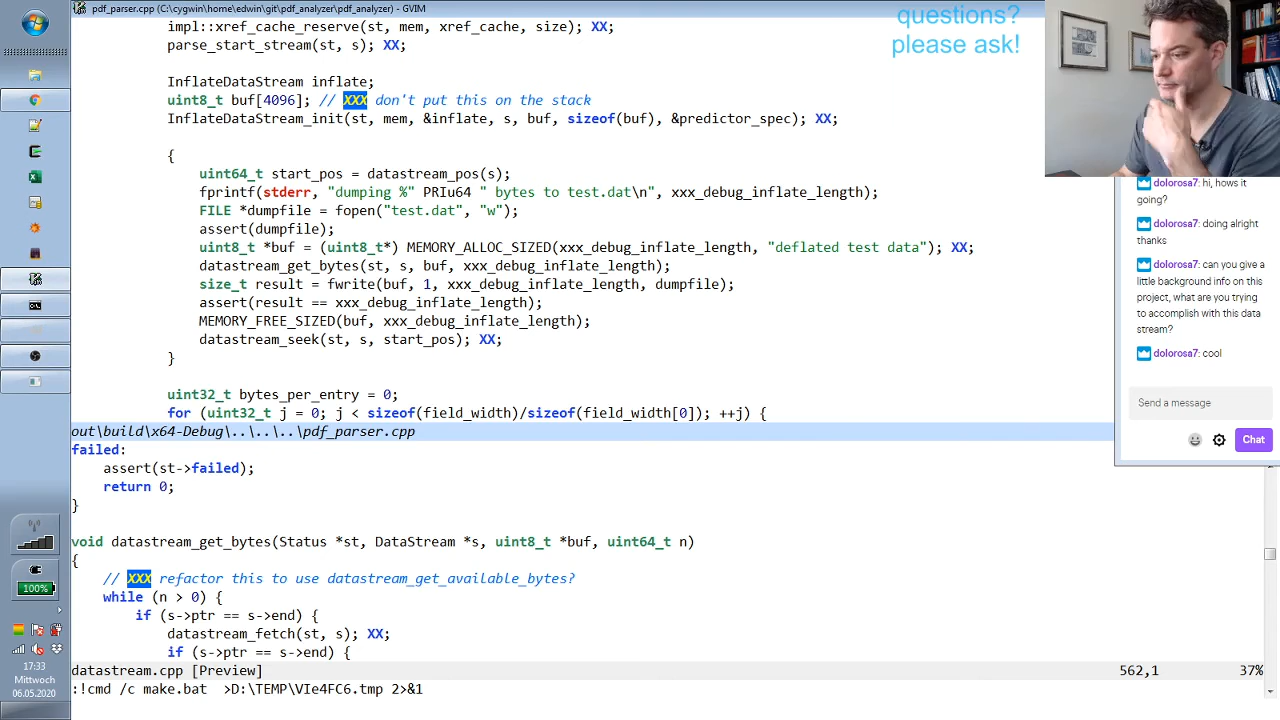 pdf_parser.cpp (C:\cygwin\home\edwin\git\pdf_analyzer\pdf_analyzer) - GVIM
impl::xref_cache_reserve(st, mem, xref_cache, size); XX;
parse_start_stream(st, s); XX;
InflateDataStream inflate;
uint8_t buf[4096]; // XXX don't put this on the stack
InflateDataStream_init(st, mem, &inflate, s, buf, sizeof(buf), &predictor_spec); XX;
{
uint64_t start_pos = datastream_pos(s);
fprintf(stderr, "dumping %" PRIu64 " bytes to test.dat\n", xxx_debug_inflate_length);
FILE *dumpfile = fopen("test.dat", "w");
assert(dumpfile);
uint8_t *buf = (uint8_t*) MEMORY_ALLOC_SIZED(xxx_debug_inflate_length, "deflated test data"); XX;
datastream_get_bytes(st, s, buf, xxx_debug_inflate_length);
size_t result = fwrite(buf, 1, xxx_debug_inflate_length, dumpfile);
assert(result == xxx_debug_inflate_length);
MEMORY_FREE_SIZED(buf, xxx_debug_inflate_length);
datastream_seek(st, s, start_pos); XX;
}
uint32_t bytes_per_entry = 0;
for (uint32_t j = 0; j < sizeof(field_width)/sizeof(field_width[0]); ++j) {
out\build\x64-Debug\..\..\..\pdf_parser.cpp
failed:
assert(st->failed);
return 0;
}
void datastream_get_bytes(Status *st, DataStream *s, uint8_t *buf, uint64_t n)
{
// XXX refactor this to use datastream_get_available_bytes?
while (n > 0) {
if (s->ptr == s->end) {
datastream_fetch(st, s); XX;
if (s->ptr == s->end) {
datastream.cpp [Preview] 562,1 37%
:!cmd /c make.bat  >D:\TEMP\VIe4FC6.tmp 2>&1
questions?
please ask!
dolorosa7: hi, hows it
going?
dolorosa7: doing alright
thanks
dolorosa7: can you give a
little background info on this
project, what are you trying
to accomplish with this data
stream?
dolorosa7: cool
Send a message
Chat
100%
17:33
Mittwoch
06.05.2020